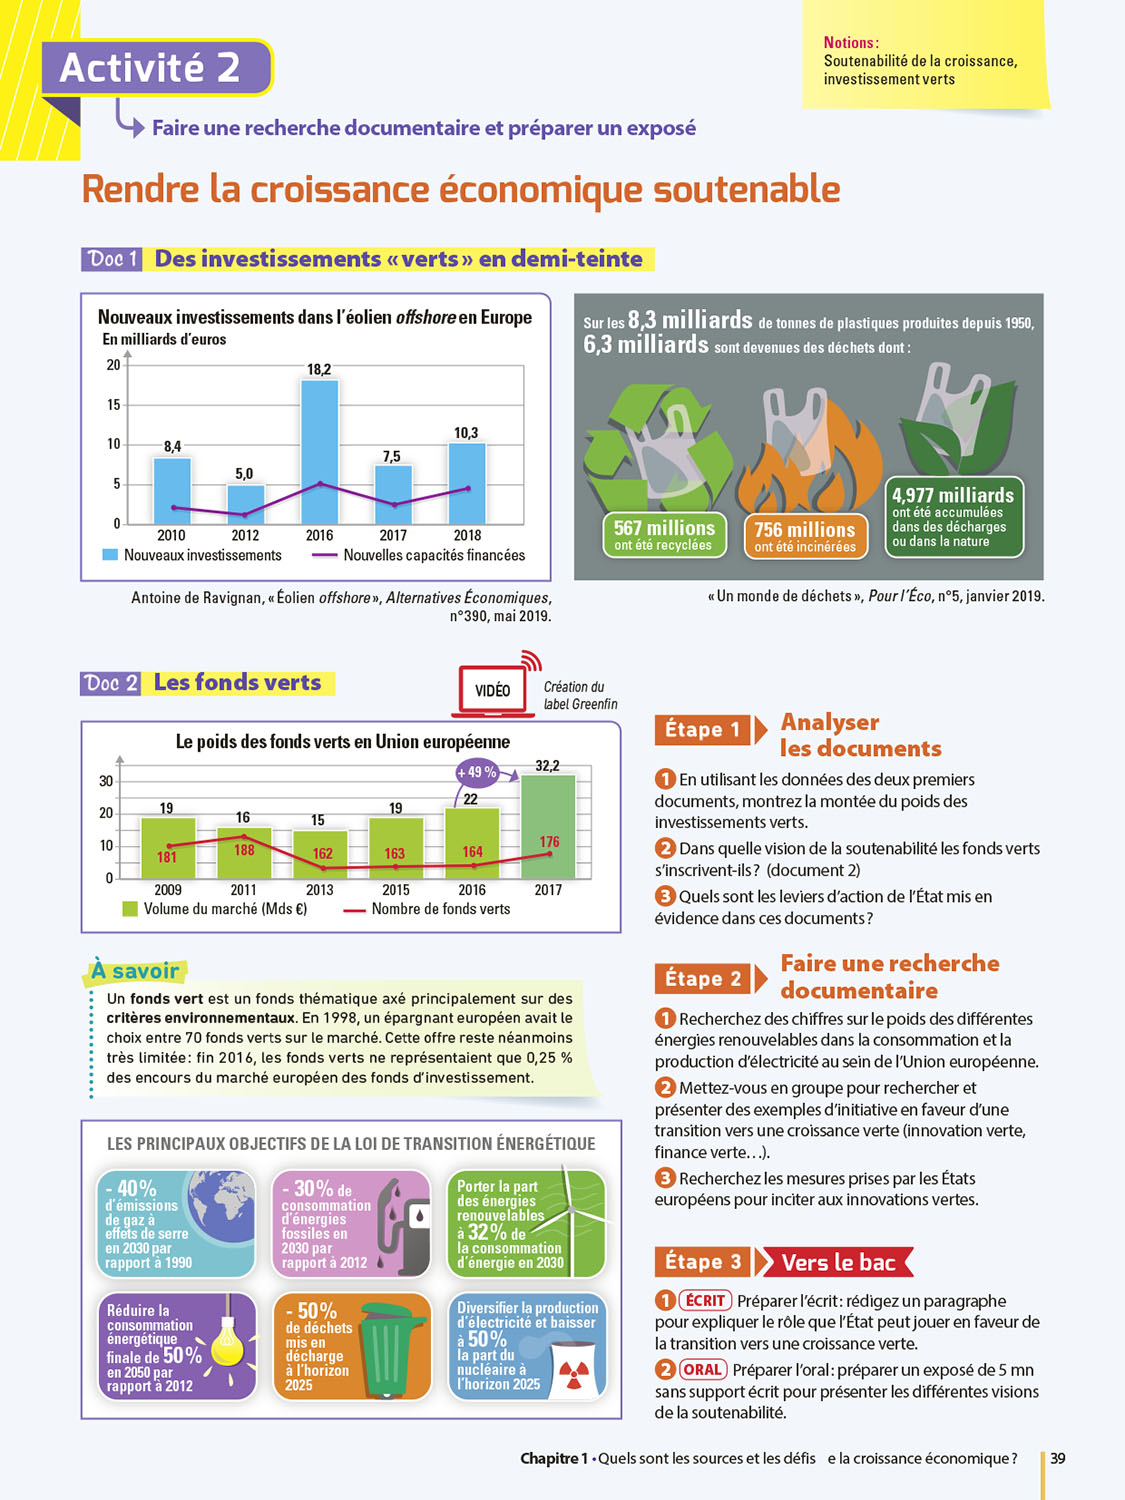 Activité 2
Notions :
Soutenabilité de la croissance,
investissement verts
Faire une recherche documentaire et préparer un exposé
Rendre la croissance économique soutenable
Doc 1 Des investissements « verts » en demi-teinte
Nouveaux investissements dans l'éolien offshore en Europe
En milliards d'euros
20
15
10
5
0
8,4
5,0
18,2
7,5
10,3
2010 2012 2016 2017 2018
Nouveaux investissements Nouvelles capacités financées
Antoine de Ravignan, « Éolien offshore », Alternatives Économiques,
n°390, mai 2019.
Sur les 8,3 milliards de tonnes de plastiques produites depuis 1950,
6,3 milliards sont devenues des déchets dont :
567 millions
ont été recyclées
756 millions
ont été incinérées
4,977 milliards
ont été accumulées
dans des décharges
ou dans la nature
« Un monde de déchets », Pour l'Éco, n°5, janvier 2019.
Doc 2 Les fonds verts
VIDÉO
Création du
label Greenfin
Le poids des fonds verts en Union européenne
30
20
10
0
19
16
15
19
22
+ 49 %
32,2
181
188
162
163
164
176
2009 2011 2013 2015 2016 2017
Volume du marché (Mds €) Nombre de fonds verts
À savoir
Un fonds vert est un fonds thématique axé principalement sur des
critères environnementaux. En 1998, un épargnant européen avait le
choix entre 70 fonds verts sur le marché. Cette offre reste néanmoins
très limitée : fin 2016, les fonds verts ne représentaient que 0,25 %
des encours du marché européen des fonds d'investissement.
LES PRINCIPAUX OBJECTIFS DE LA LOI DE TRANSITION ÉNERGÉTIQUE
- 40 %
d'émissions
de gaz à
effets de serre
en 2030 par
rapport à 1990
- 30 % de
consommation
d'énergies
fossiles en
2030 par
rapport à 2012
Porter la part
des énergies
renouvelables
à 32 % de
la consommation
d'énergie en 2030
Réduire la
consommation
énergétique
finale de 50 %
en 2050 par
rapport à 2012
- 50 %
de déchets
mis en
décharge
à l'horizon
2025
Diversifier la production
d'électricité et baisser
à 50 %
la part du
nucléaire à
l'horizon 2025
Étape 1 Analyser
les documents
1 En utilisant les données des deux premiers
documents, montrez la montée du poids des
investissements verts.
2 Dans quelle vision de la soutenabilité les fonds verts
s'inscrivent-ils ? (document 2)
3 Quels sont les leviers d'action de l'État mis en
évidence dans ces documents ?
Étape 2 Faire une recherche
documentaire
1 Recherchez des chiffres sur le poids des différentes
énergies renouvelables dans la consommation et la
production d'électricité au sein de l'Union européenne.
2 Mettez-vous en groupe pour rechercher et
présenter des exemples d'initiative en faveur d'une
transition vers une croissance verte (innovation verte,
finance verte…).
3 Recherchez les mesures prises par les États
européens pour inciter aux innovations vertes.
Étape 3 Vers le bac
1 ÉCRIT Préparer l'écrit : rédigez un paragraphe
pour expliquer le rôle que l'État peut jouer en faveur de
la transition vers une croissance verte.
2 ORAL Préparer l'oral : préparer un exposé de 5 mn
sans support écrit pour présenter les différentes visions
de la soutenabilité.
Chapitre 1 • Quels sont les sources et les défis e la croissance économique ? 39